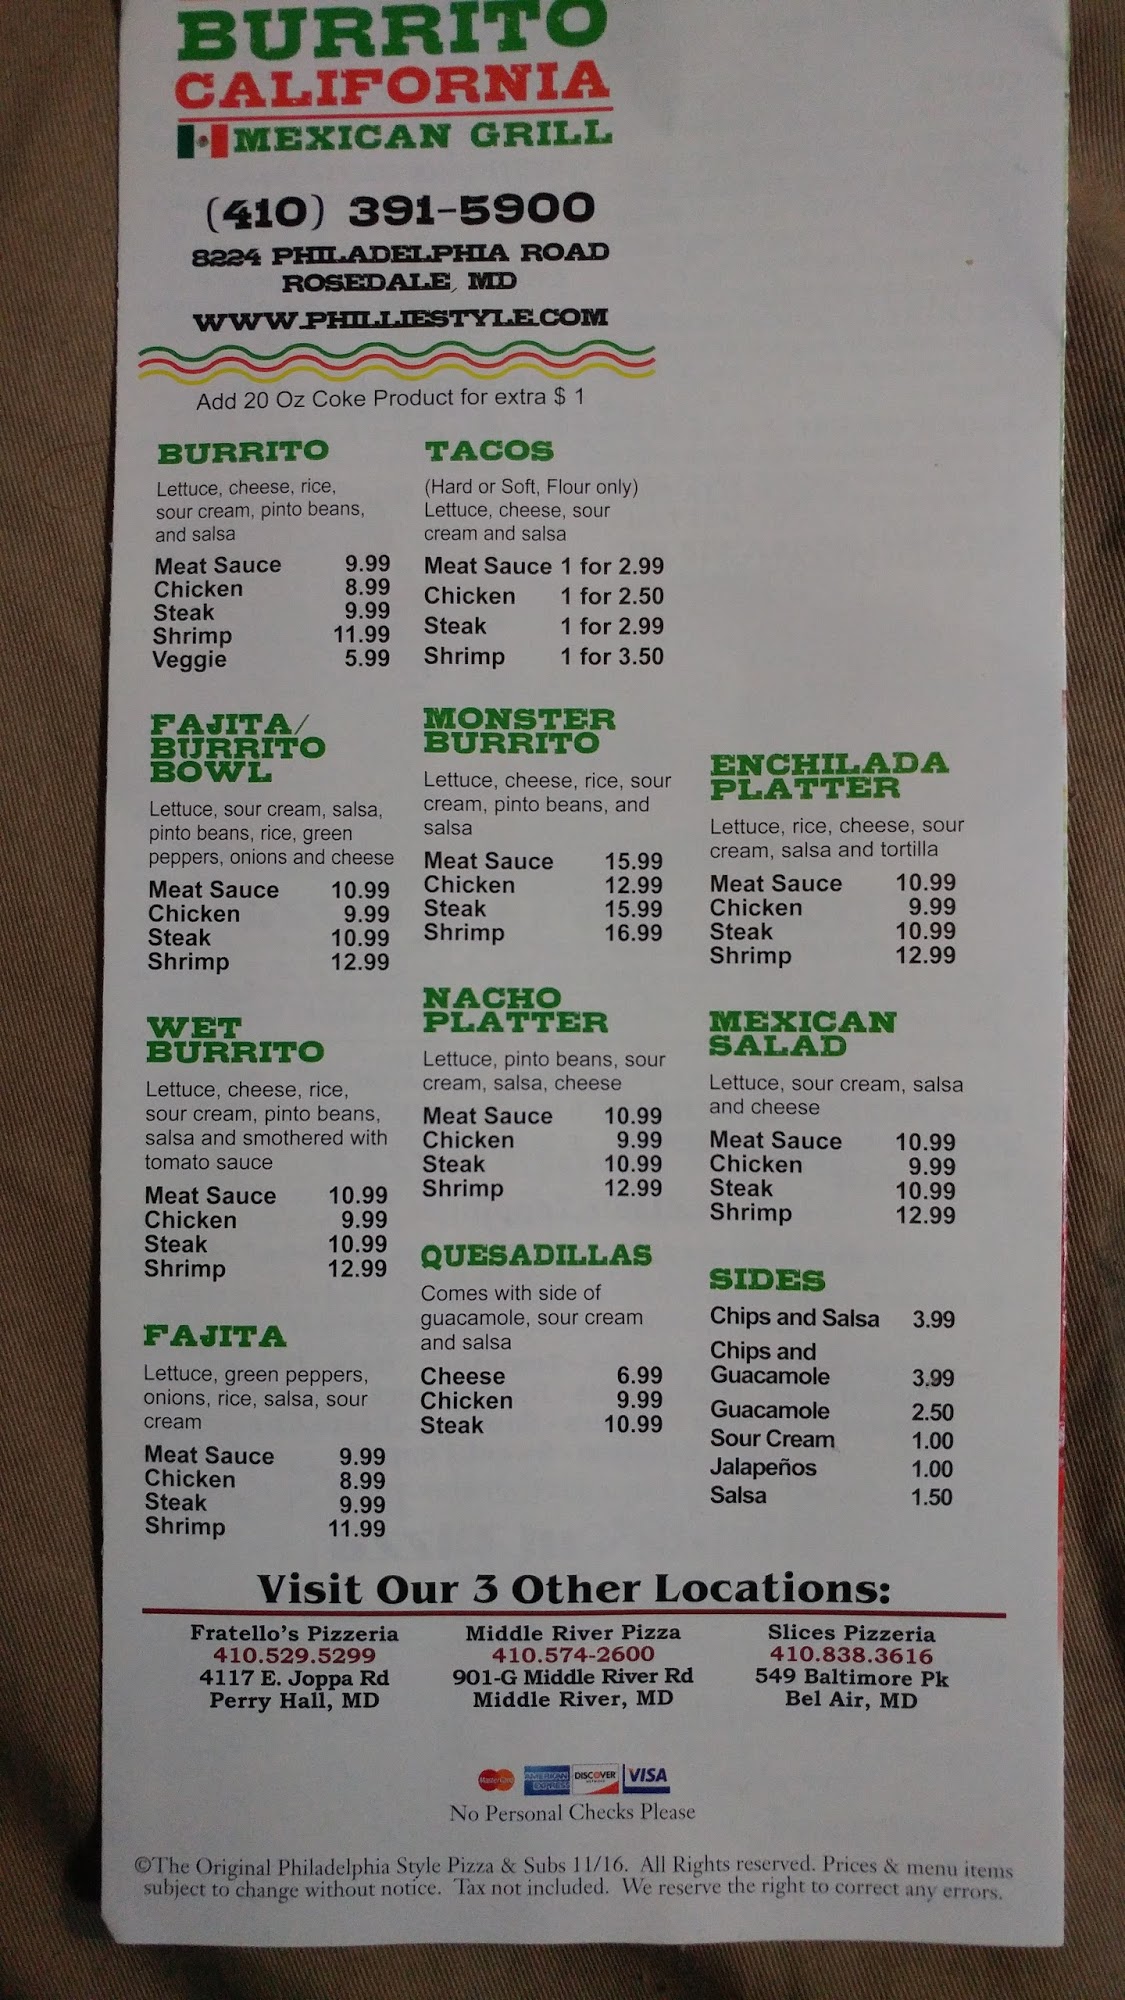 BURRITO
CALIFORNIA
MEXICAN GRILL
(410) 391-5900
8224 PHILADELPHIA ROAD
ROSEDALE, MD
WWW.PHILLIESTYLE.COM
Add 20 Oz Coke Product for extra $ 1
BURRITO
Lettuce, cheese, rice,
sour cream, pinto beans,
and salsa
Meat Sauce 9.99
Chicken 8.99
Steak 9.99
Shrimp 11.99
Veggie 5.99
FAJITA/
BURRITO
BOWL
Lettuce, sour cream, salsa,
pinto beans, rice, green
peppers, onions and cheese
Meat Sauce 10.99
Chicken 9.99
Steak 10.99
Shrimp 12.99
WET
BURRITO
Lettuce, cheese, rice,
sour cream, pinto beans,
salsa and smothered with
tomato sauce
Meat Sauce 10.99
Chicken 9.99
Steak 10.99
Shrimp 12.99
FAJITA
Lettuce, green peppers,
onions, rice, salsa, sour
cream
Meat Sauce 9.99
Chicken 8.99
Steak 9.99
Shrimp 11.99
TACOS
(Hard or Soft, Flour only)
Lettuce, cheese, sour
cream and salsa
Meat Sauce 1 for 2.99
Chicken 1 for 2.50
Steak 1 for 2.99
Shrimp 1 for 3.50
MONSTER
BURRITO
Lettuce, cheese, rice, sour
cream, pinto beans, and
salsa
Meat Sauce 15.99
Chicken 12.99
Steak 15.99
Shrimp 16.99
NACHO
PLATTER
Lettuce, pinto beans, sour
cream, salsa, cheese
Meat Sauce 10.99
Chicken 9.99
Steak 10.99
Shrimp 12.99
QUESADILLAS
Comes with side of
guacamole, sour cream
and salsa
Cheese 6.99
Chicken 9.99
Steak 10.99
ENCHILADA
PLATTER
Lettuce, rice, cheese, sour
cream, salsa and tortilla
Meat Sauce 10.99
Chicken 9.99
Steak 10.99
Shrimp 12.99
MEXICAN
SALAD
Lettuce, sour cream, salsa
and cheese
Meat Sauce 10.99
Chicken 9.99
Steak 10.99
Shrimp 12.99
SIDES
Chips and Salsa 3.99
Chips and
Guacamole 3.99
Guacamole 2.50
Sour Cream 1.00
Jalapeños 1.00
Salsa 1.50
Visit Our 3 Other Locations:
Fratello's Pizzeria
410.529.5299
4117 E. Joppa Rd
Perry Hall, MD
Middle River Pizza
410.574-2600
901-G Middle River Rd
Middle River, MD
Slices Pizzeria
410.838.3616
549 Baltimore Pk
Bel Air, MD
MasterCard AMERICAN EXPRESS DISCOVER VISA
No Personal Checks Please
©The Original Philadelphia Style Pizza & Subs 11/16. All Rights reserved. Prices & menu items
subject to change without notice. Tax not included. We reserve the right to correct any errors.